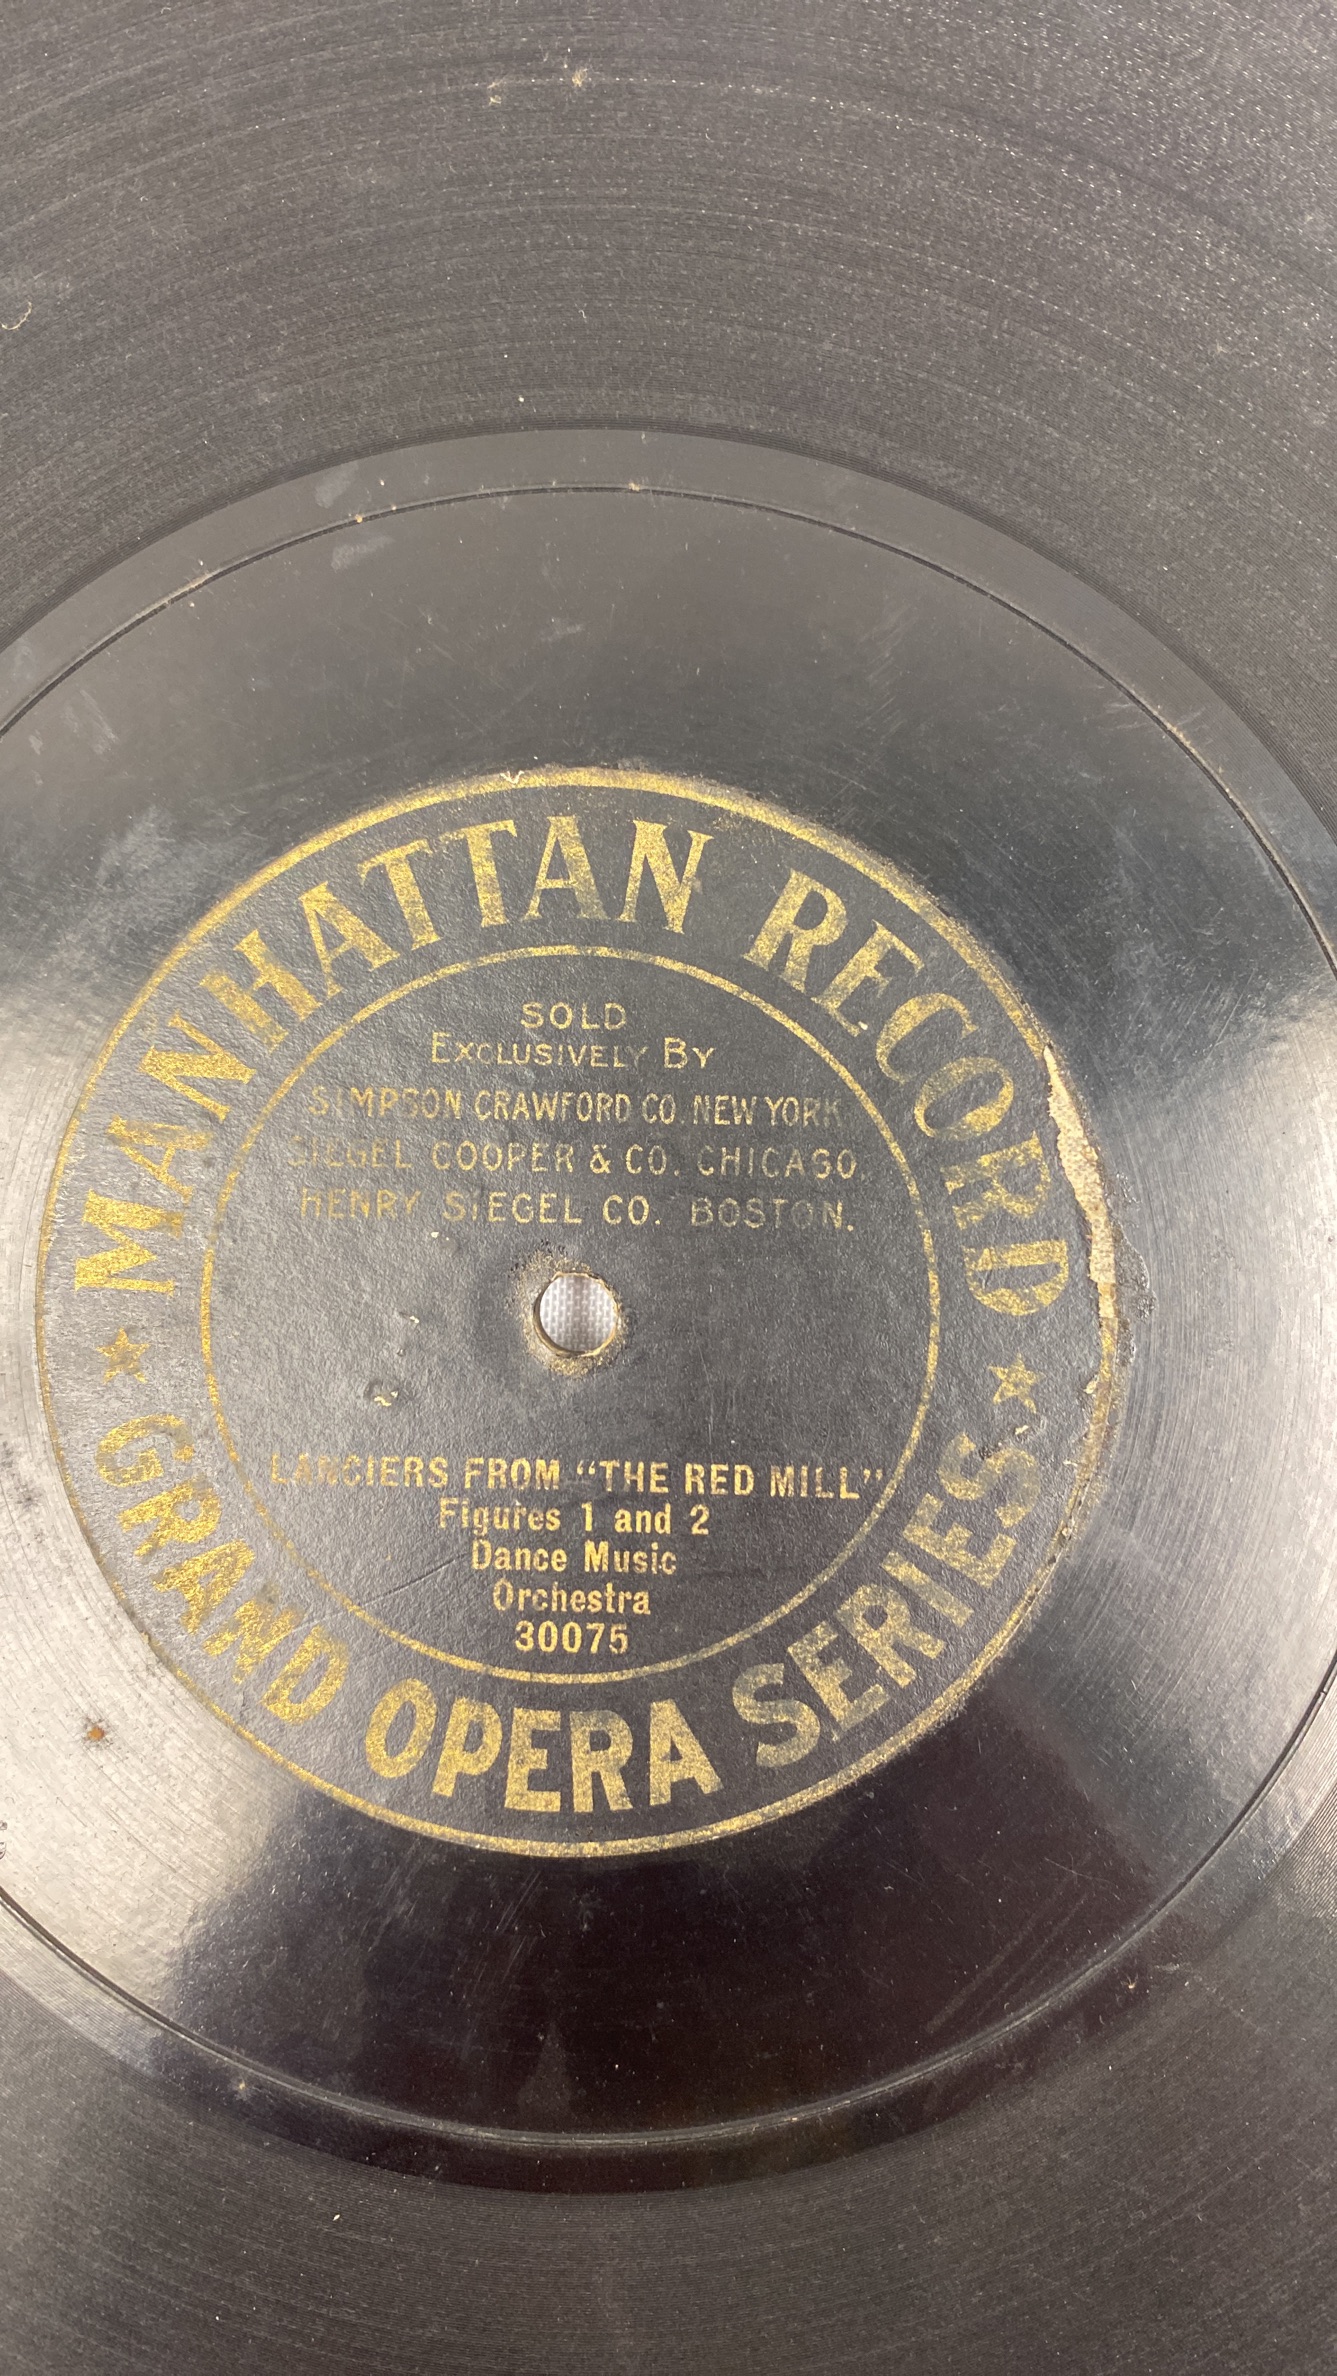 MANHATTAN RECORD
SOLD
EXCLUSIVELY BY
SIMPSON CRAWFORD CO. NEW YORK
SIEGEL COOPER & CO. CHICAGO.
HENRY SIEGEL CO. BOSTON.
LANCIERS FROM "THE RED MILL"
Figures 1 and 2
Dance Music
Orchestra
30075
★ GRAND OPERA SERIES ★